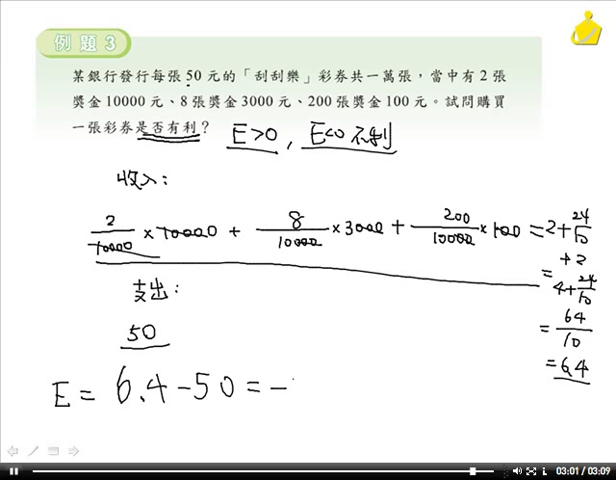 例題3
某銀行發行每張50元的「刮刮樂」彩券共一萬張，當中有2張
獎金10000元、8張獎金3000元、200張獎金100元。試問購買
一張彩券是否有利？
E>0 , E<0 不利
收入：
2/10000 × 10000 + 8/10000 × 3000 + 200/10000 × 100 = 2 + 24/10
+ 2
= 4 + 24/10
支出：
= 64/10
50
= 6.4
E = 6.4 - 50 = -
03:01 / 03:09